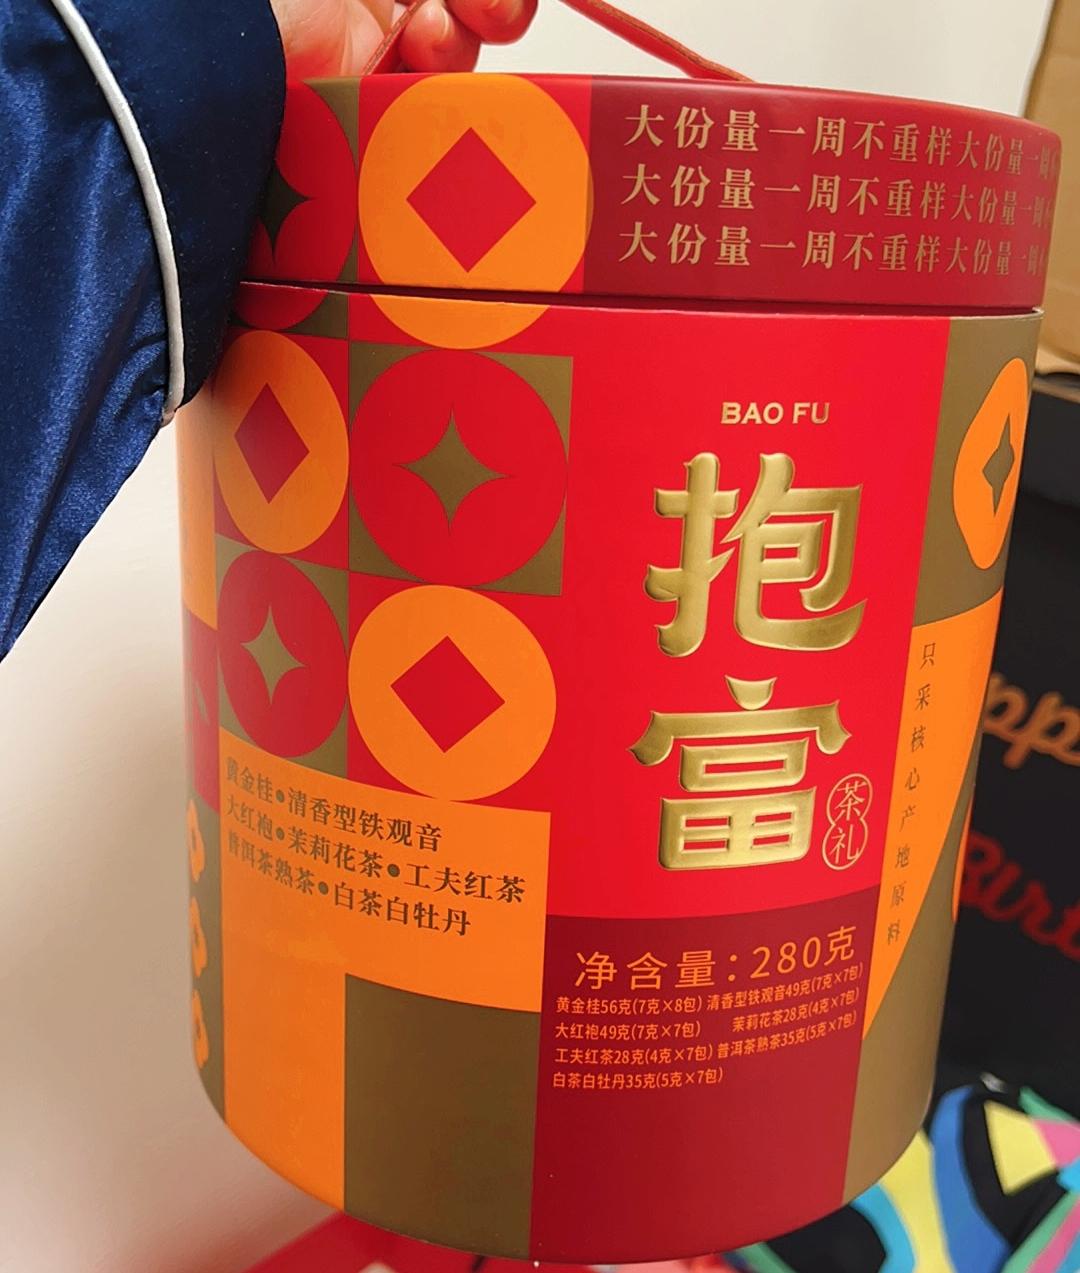 大份量一周不重样大份量一周
大份量一周不重样大份量一周
大份量一周不重样大份量一周
BAO FU
抱富
茶礼
只采核心产地原料
黄金桂•清香型铁观音
大红袍•茉莉花茶•工夫红茶
普洱茶熟茶•白茶白牡丹
净含量：280克
黄金桂56克(7克×8包) 清香型铁观音49克(7克×7包)
大红袍49克(7克×7包) 茉莉花茶28克(4克×7包)
工夫红茶28克(4克×7包) 普洱茶熟茶35克(5克×7包)
白茶白牡丹35克(5克×7包)